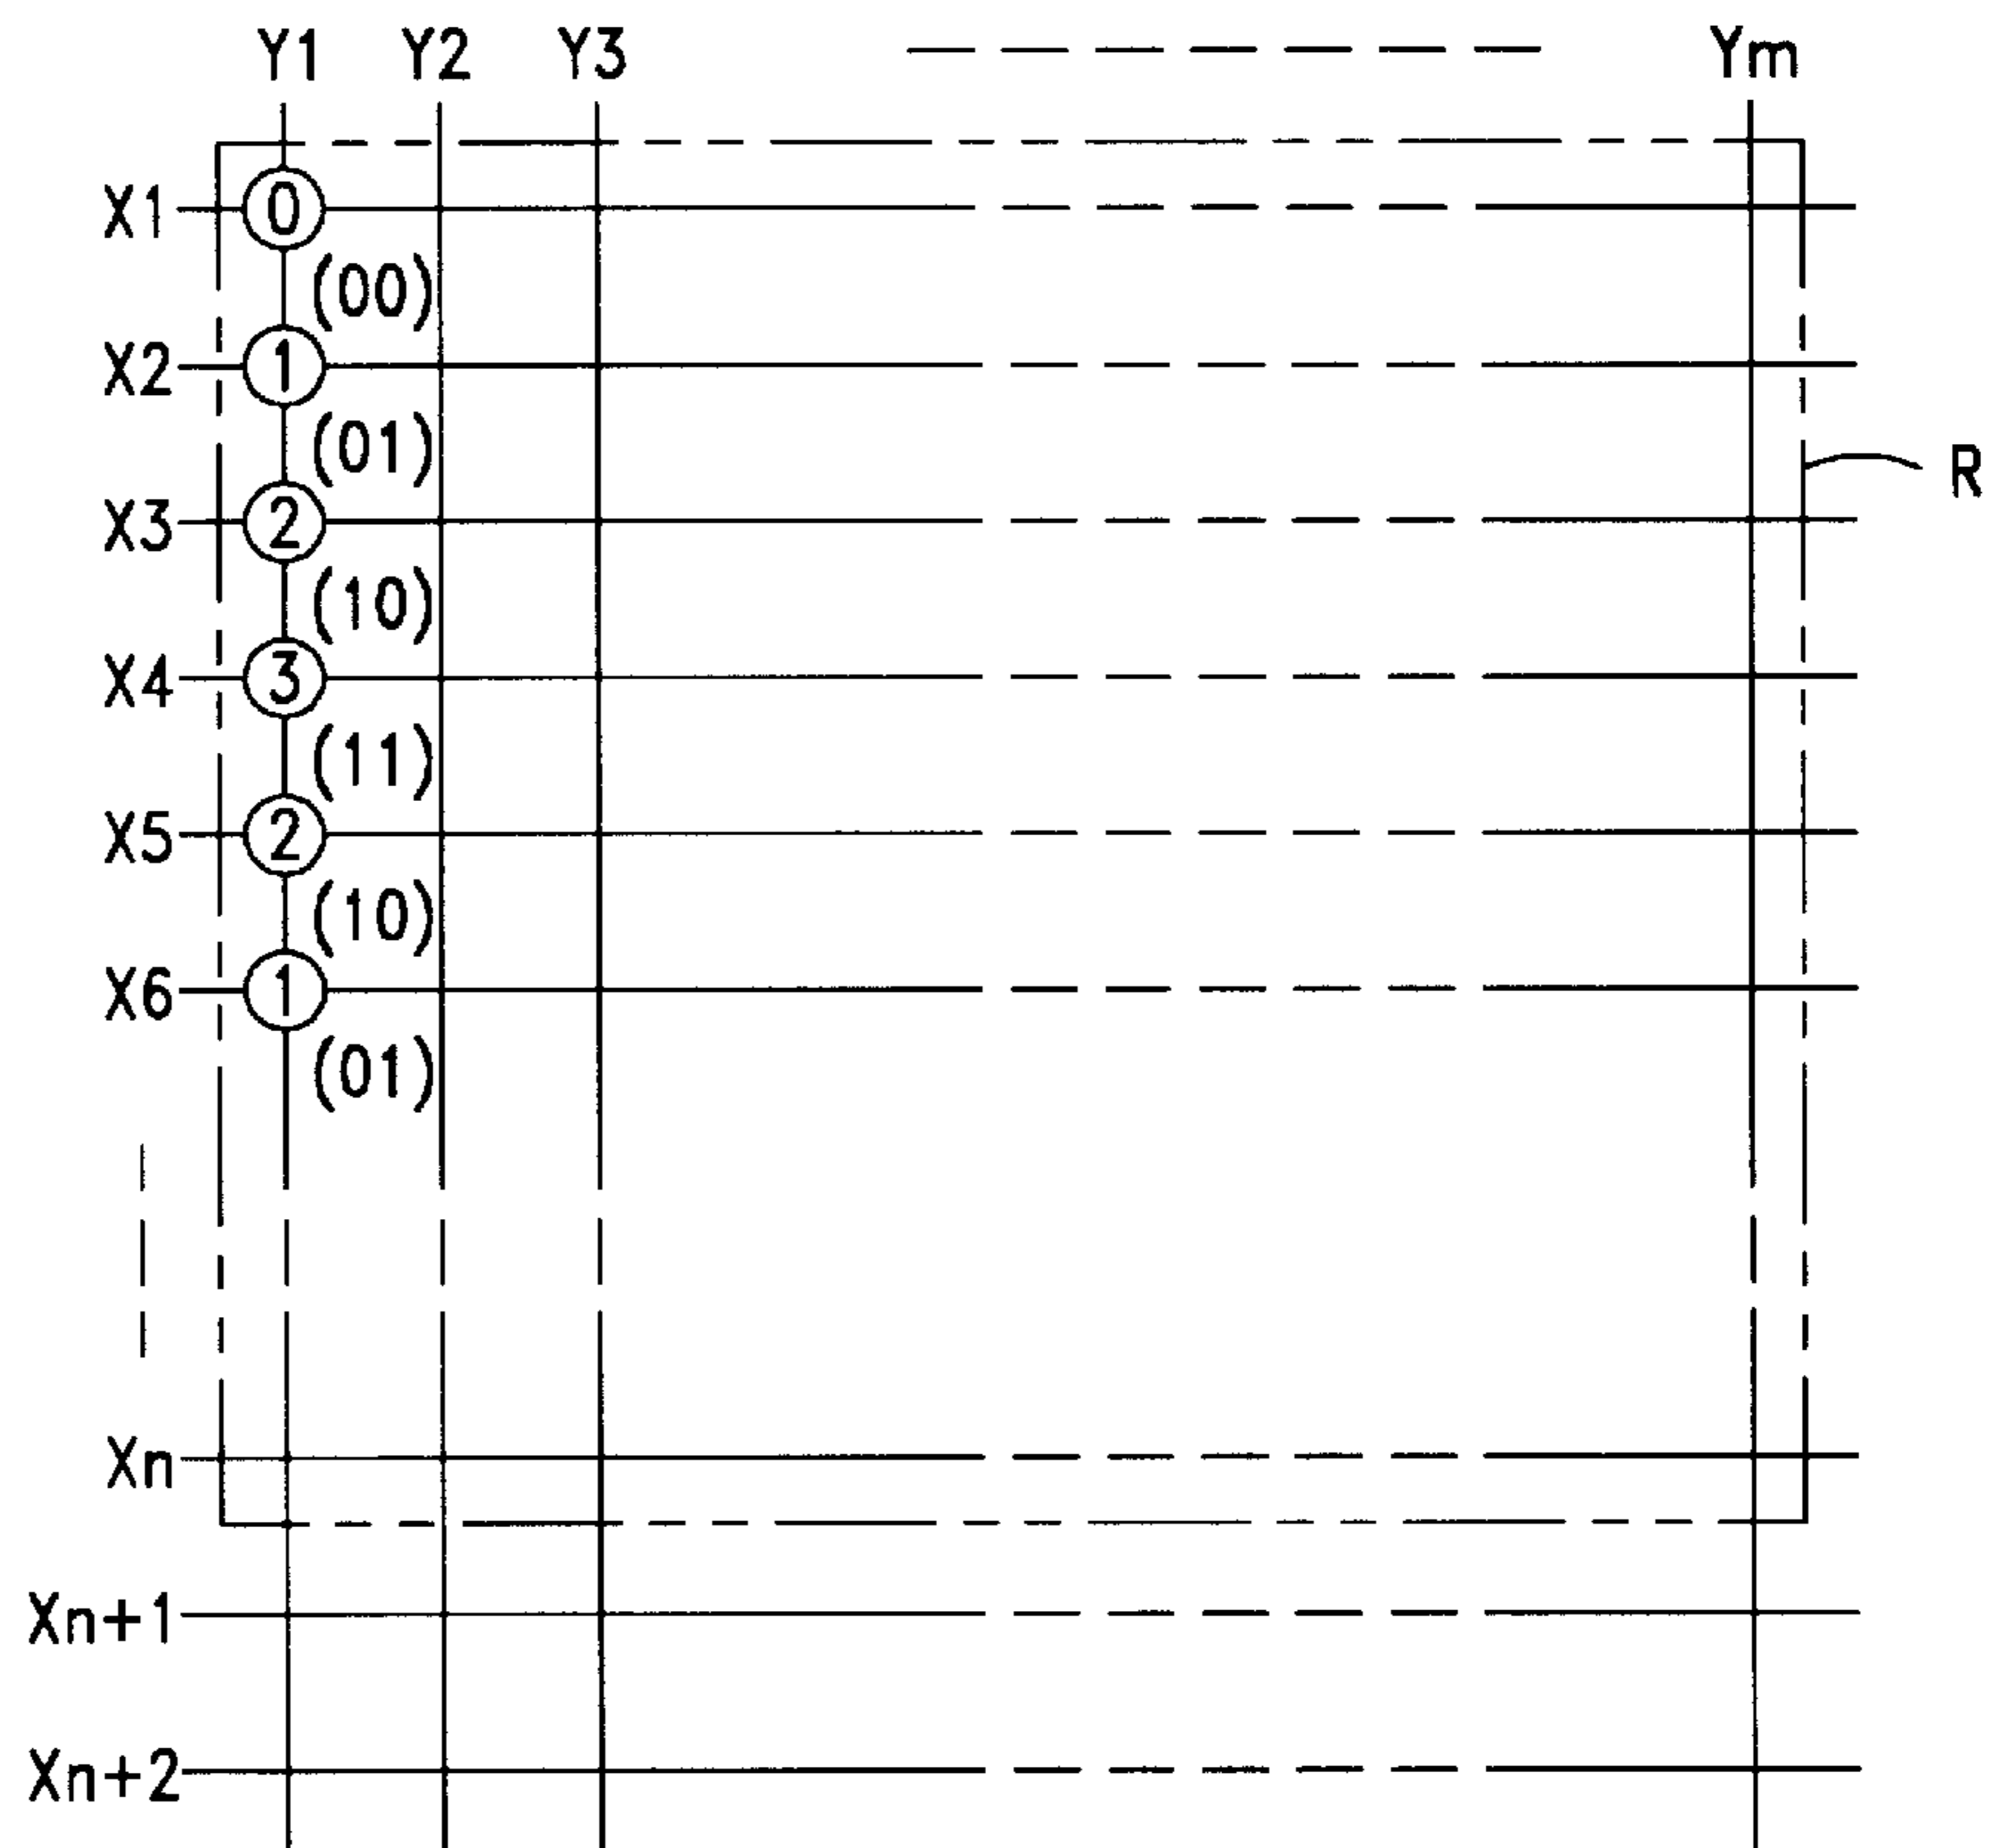 Y1 Y2 Y3 Ym
X1 0
(00)
X2 1
(01)
X3 2
R
(10)
X4 3
(11)
X5 2
(10)
X6 1
(01)
Xn
Xn+1
Xn+2